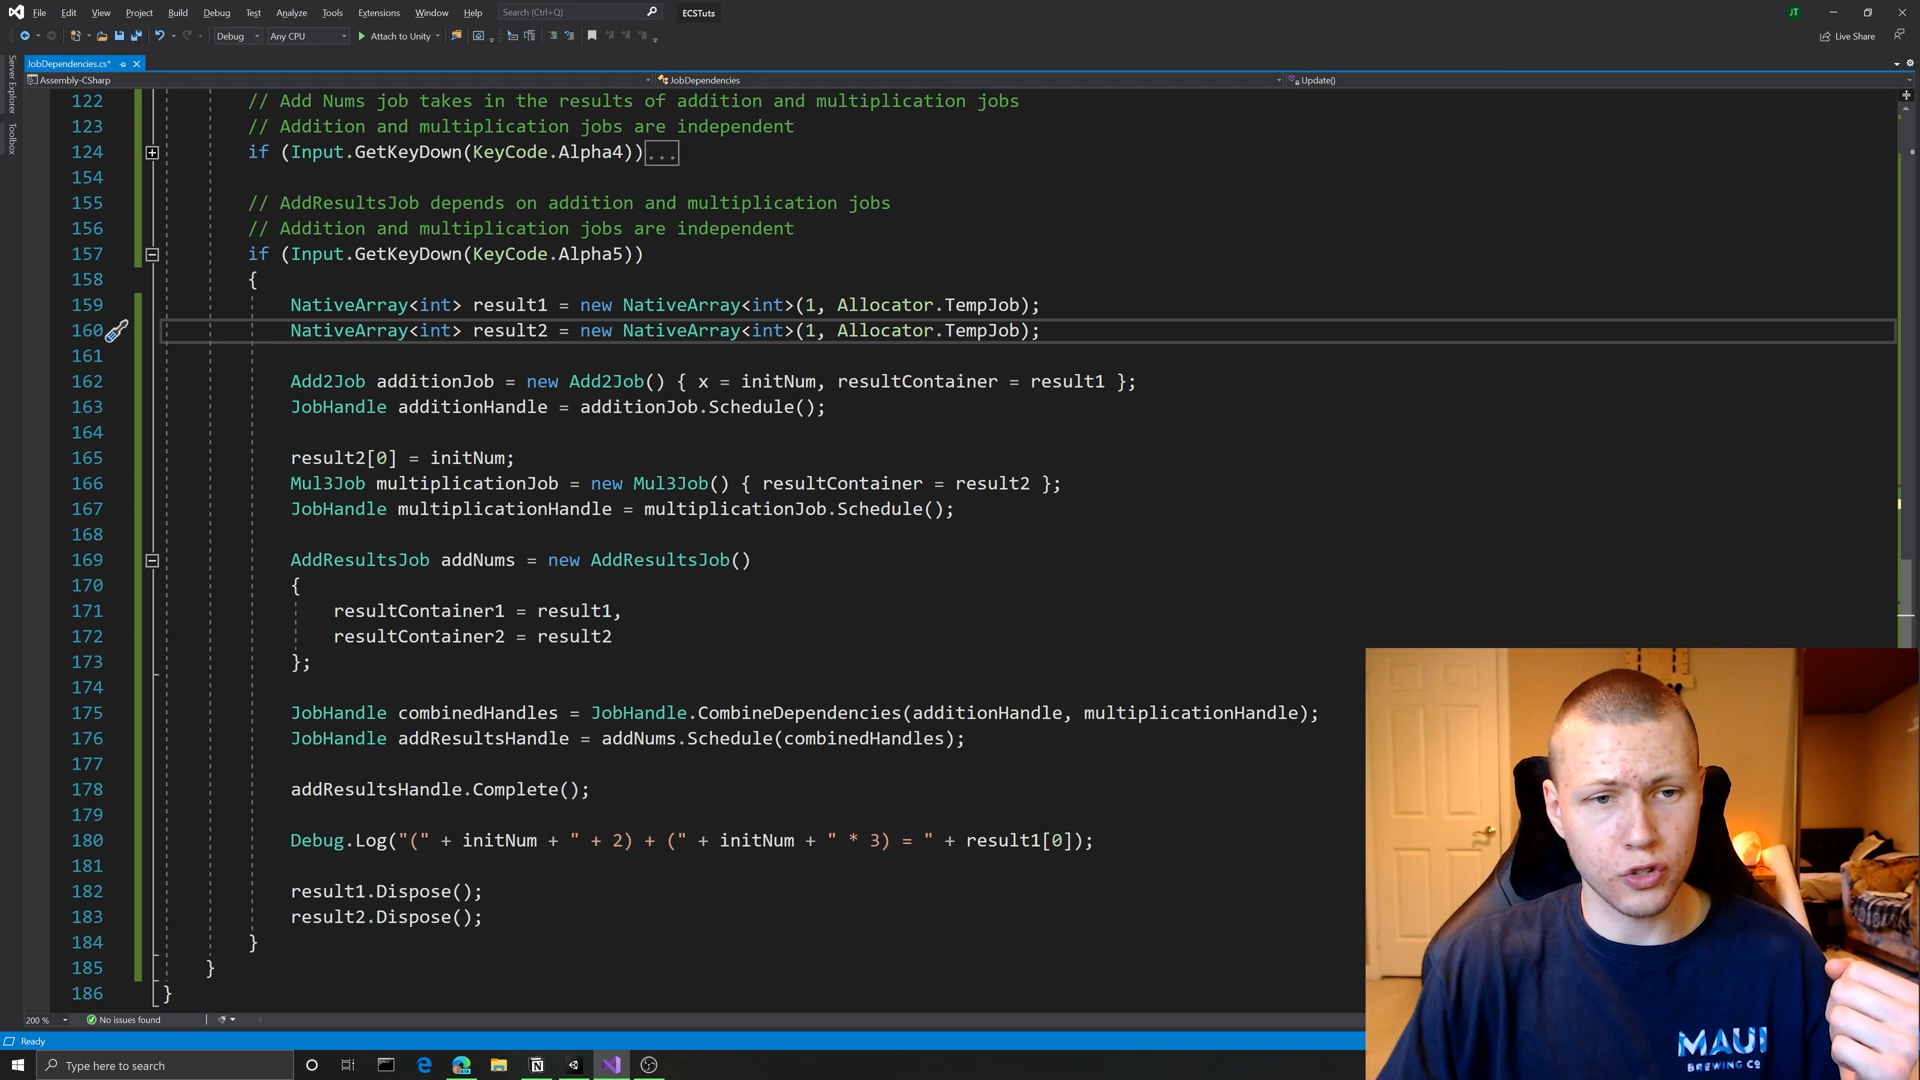 File Edit View Project Build Debug Test Analyze Tools Extensions Window Help Search (Ctrl+Q) ECSTuts JT
Debug Any CPU Attach to Unity Live Share
JobDependencies.cs*
Assembly-CSharp JobDependencies Update()
Server Explorer
Toolbox
122 // Add Nums job takes in the results of addition and multiplication jobs
123 // Addition and multiplication jobs are independent
124 if (Input.GetKeyDown(KeyCode.Alpha4))...
154
155 // AddResultsJob depends on addition and multiplication jobs
156 // Addition and multiplication jobs are independent
157 if (Input.GetKeyDown(KeyCode.Alpha5))
158 {
159 NativeArray<int> result1 = new NativeArray<int>(1, Allocator.TempJob);
160 NativeArray<int> result2 = new NativeArray<int>(1, Allocator.TempJob);
161
162 Add2Job additionJob = new Add2Job() { x = initNum, resultContainer = result1 };
163 JobHandle additionHandle = additionJob.Schedule();
164
165 result2[0] = initNum;
166 Mul3Job multiplicationJob = new Mul3Job() { resultContainer = result2 };
167 JobHandle multiplicationHandle = multiplicationJob.Schedule();
168
169 AddResultsJob addNums = new AddResultsJob()
170 {
171 resultContainer1 = result1,
172 resultContainer2 = result2
173 };
174
175 JobHandle combinedHandles = JobHandle.CombineDependencies(additionHandle, multiplicationHandle);
176 JobHandle addResultsHandle = addNums.Schedule(combinedHandles);
177
178 addResultsHandle.Complete();
179
180 Debug.Log("(" + initNum + " + 2) + (" + initNum + " * 3) = " + result1[0]);
181
182 result1.Dispose();
183 result2.Dispose();
184 }
185 }
186 }
200 % No issues found
Ready
Type here to search
MAUI
BREWING CO